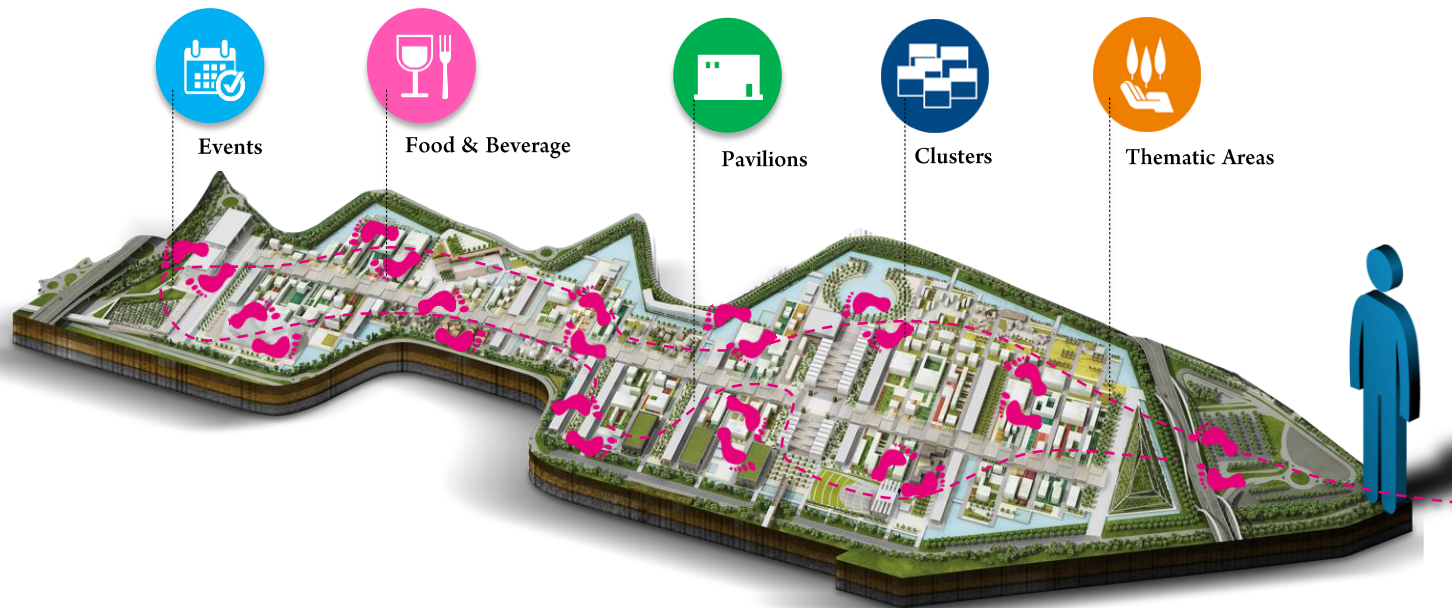 Events
Food & Beverage
Pavilions
Clusters
Thematic Areas